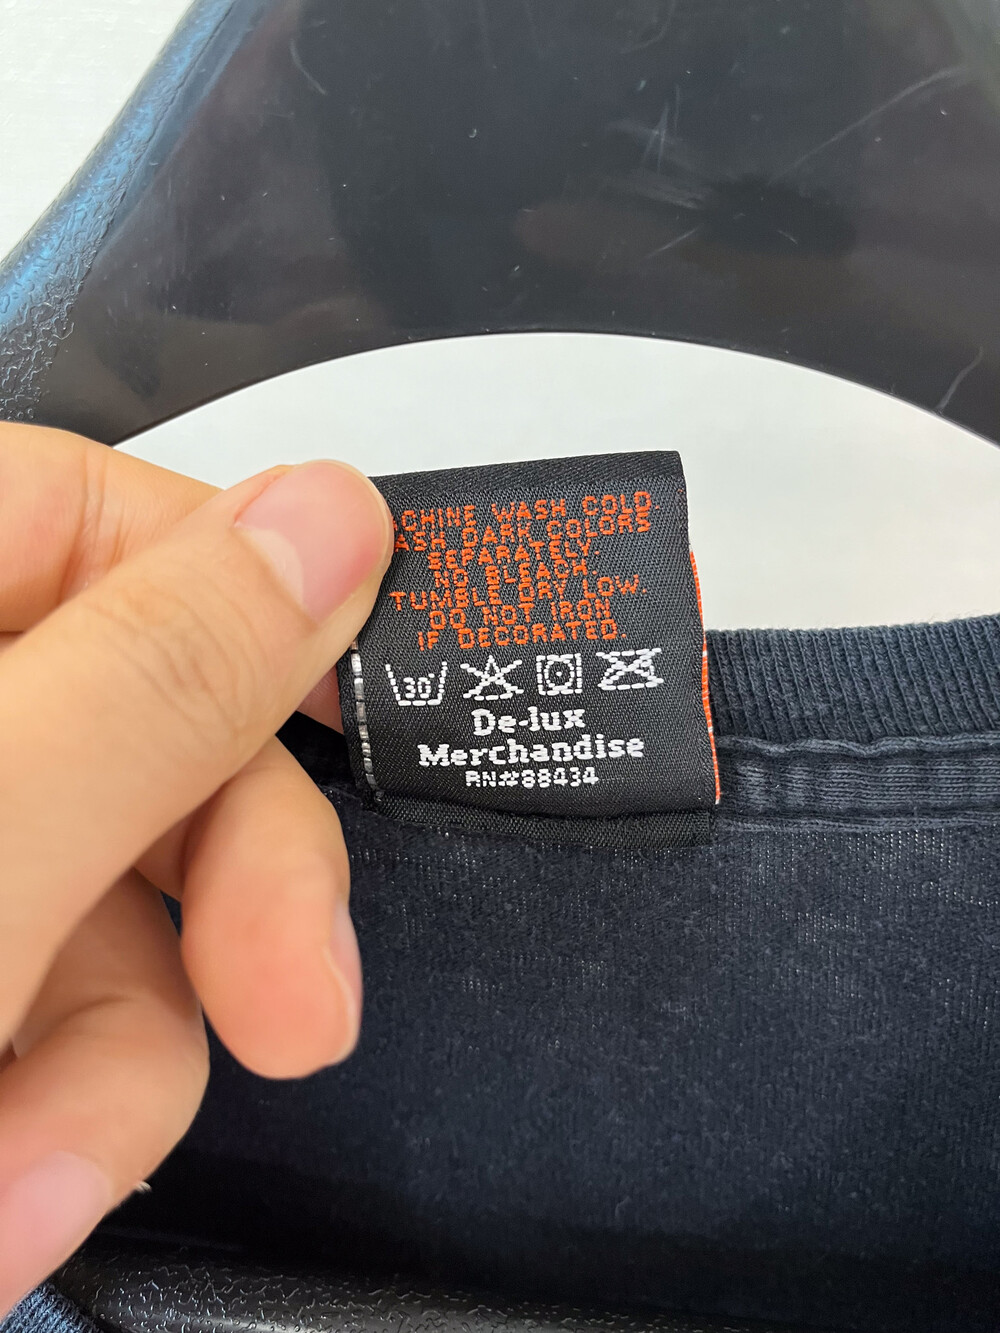 CHINE WASH COLD.
ASH DARK COLORS
SEPARATELY.
NO BLEACH.
TUMBLE DRY LOW.
DO NOT IRON
IF DECORATED.
30
De-lux
Merchandise
RN#88434